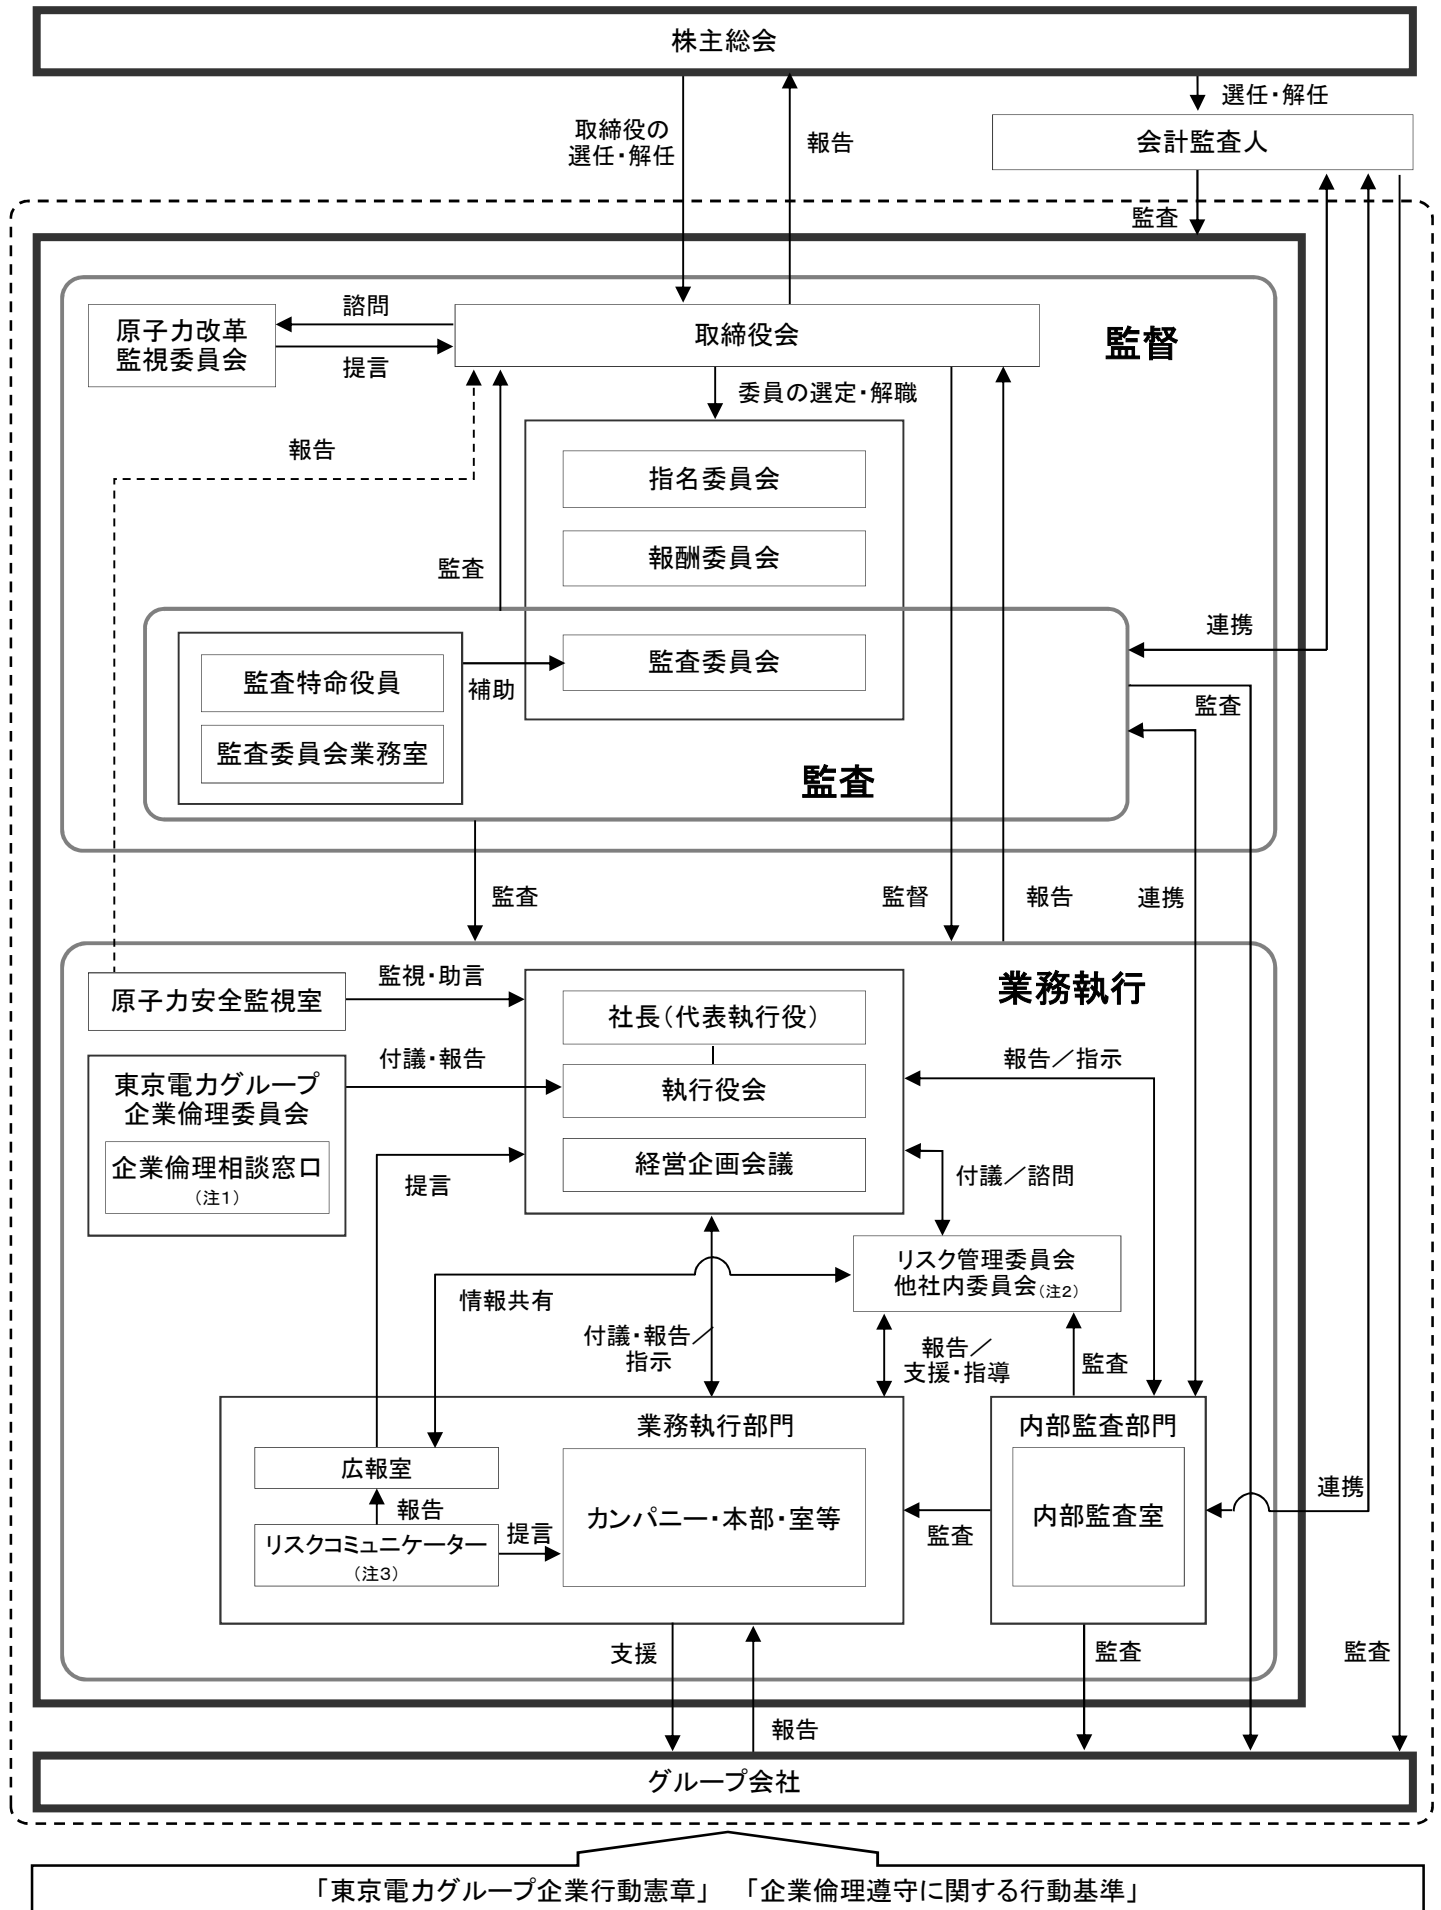 株主総会
選任・解任
取締役の
選任・解任
報告
会計監査人
監査
諮問
原子力改革
監視委員会
取締役会
監督
提言
委員の選定・解職
報告
指名委員会
報酬委員会
監査
連携
監査委員会
監査特命役員
補助
監査
監査委員会業務室
監査
監査
監督
報告
連携
監視・助言
業務執行
原子力安全監視室
社長（代表執行役）
付議・報告
報告／指示
東京電力グループ
企業倫理委員会
執行役会
企業倫理相談窓口
（注1）
経営企画会議
提言
付議／諮問
リスク管理委員会
他社内委員会（注2）
情報共有
付議・報告／
指示
報告／
支援・指導
監査
業務執行部門
内部監査部門
広報室
連携
報告
カンパニー・本部・室等
内部監査室
提言
監査
リスクコミュニケーター
（注3）
支援
監査
監査
報告
グループ会社
「東京電力グループ企業行動憲章」　「企業倫理遵守に関する行動基準」